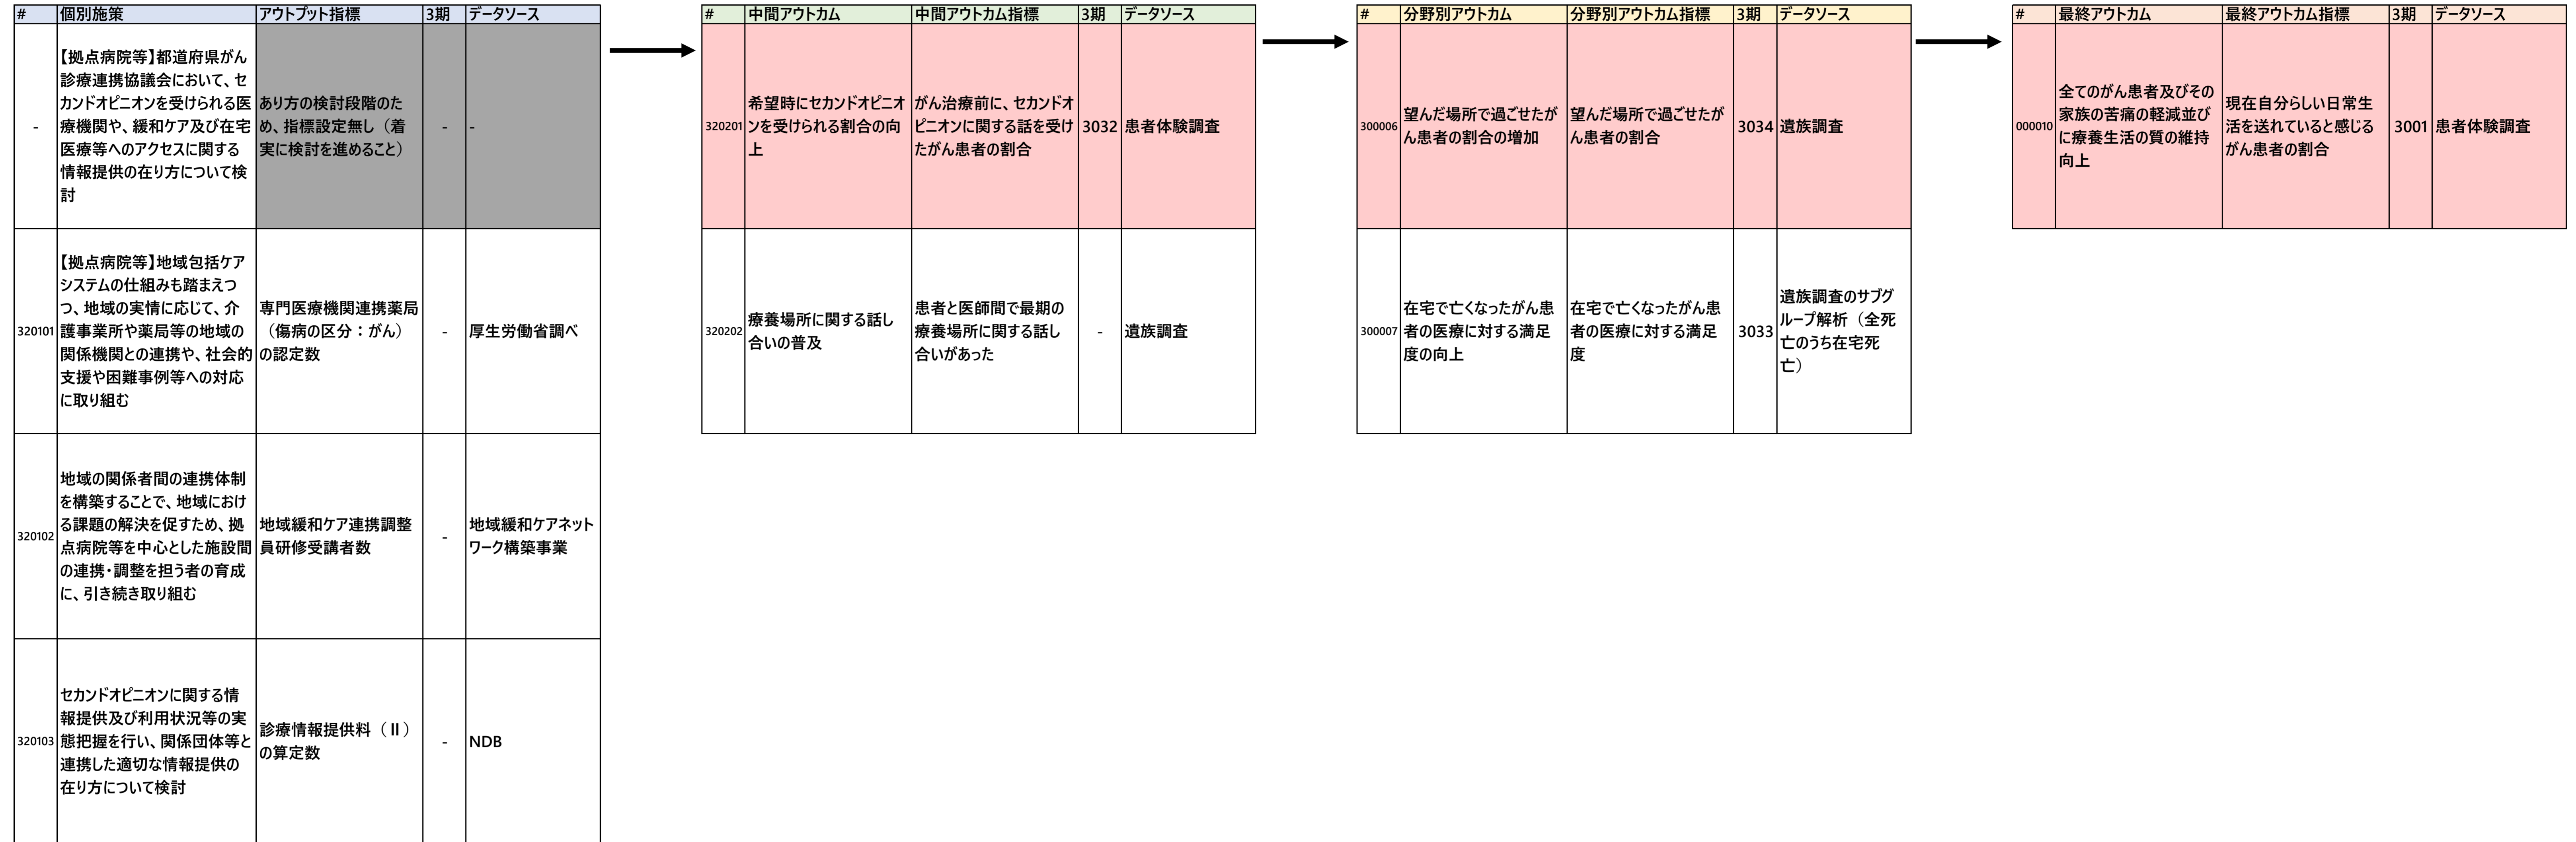 # 個別施策 アウトプット指標 3期 データソース
-
【拠点病院等】都道府県がん
診療連携協議会において、セ
カンドオピニオンを受けられる医
療機関や、緩和ケア及び在宅
医療等へのアクセスに関する
情報提供の在り方について検
討
あり方の検討段階のた
め、指標設定無し（着
実に検討を進めること）
-
-
320101
【拠点病院等】地域包括ケア
システムの仕組みも踏まえつ
つ、地域の実情に応じて、介
護事業所や薬局等の地域の
関係機関との連携や、社会的
支援や困難事例等への対応
に取り組む
専門医療機関連携薬局
（傷病の区分：がん）
の認定数
-
厚生労働省調べ
320102
地域の関係者間の連携体制
を構築することで、地域におけ
る課題の解決を促すため、拠
点病院等を中心とした施設間
の連携・調整を担う者の育成
に、引き続き取り組む
地域緩和ケア連携調整
員研修受講者数
-
地域緩和ケアネット
ワーク構築事業
320103
セカンドオピニオンに関する情
報提供及び利用状況等の実
態把握を行い、関係団体等と
連携した適切な情報提供の
在り方について検討
診療情報提供料（Ⅱ）
の算定数
-
NDB
# 中間アウトカム 中間アウトカム指標 3期 データソース
320201
希望時にセカンドオピニオ
ンを受けられる割合の向
上
がん治療前に、セカンドオ
ピニオンに関する話を受け
たがん患者の割合
3032
患者体験調査
320202
療養場所に関する話し
合いの普及
患者と医師間で最期の
療養場所に関する話し
合いがあった
-
遺族調査
# 分野別アウトカム 分野別アウトカム指標 3期 データソース
300006
望んだ場所で過ごせたが
ん患者の割合の増加
望んだ場所で過ごせたが
ん患者の割合
3034
遺族調査
300007
在宅で亡くなったがん患
者の医療に対する満足
度の向上
在宅で亡くなったがん患
者の医療に対する満足
度
3033
遺族調査のサブグ
ループ解析（全死
亡のうち在宅死
亡）
# 最終アウトカム 最終アウトカム指標 3期 データソース
000010
全てのがん患者及びその
家族の苦痛の軽減並び
に療養生活の質の維持
向上
現在自分らしい日常生
活を送れていると感じる
がん患者の割合
3001
患者体験調査